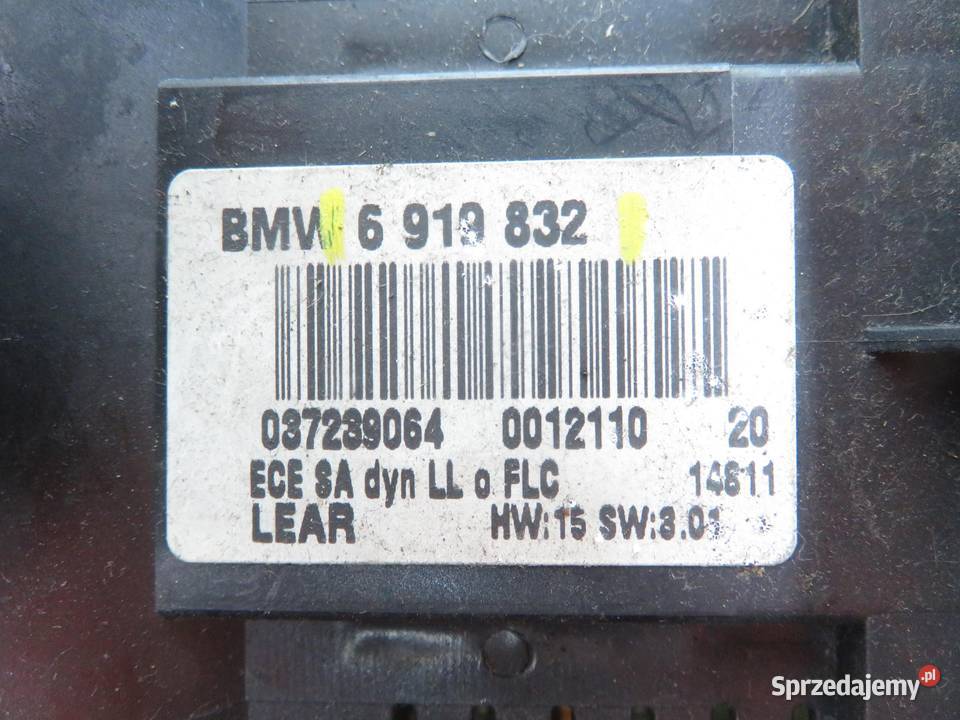 BMW 6 919 832
037239064 0012110 20
ECE SA dyn LL o FLC 14611
LEAR HW:15 SW:3.01
Sprzedajemy.pl